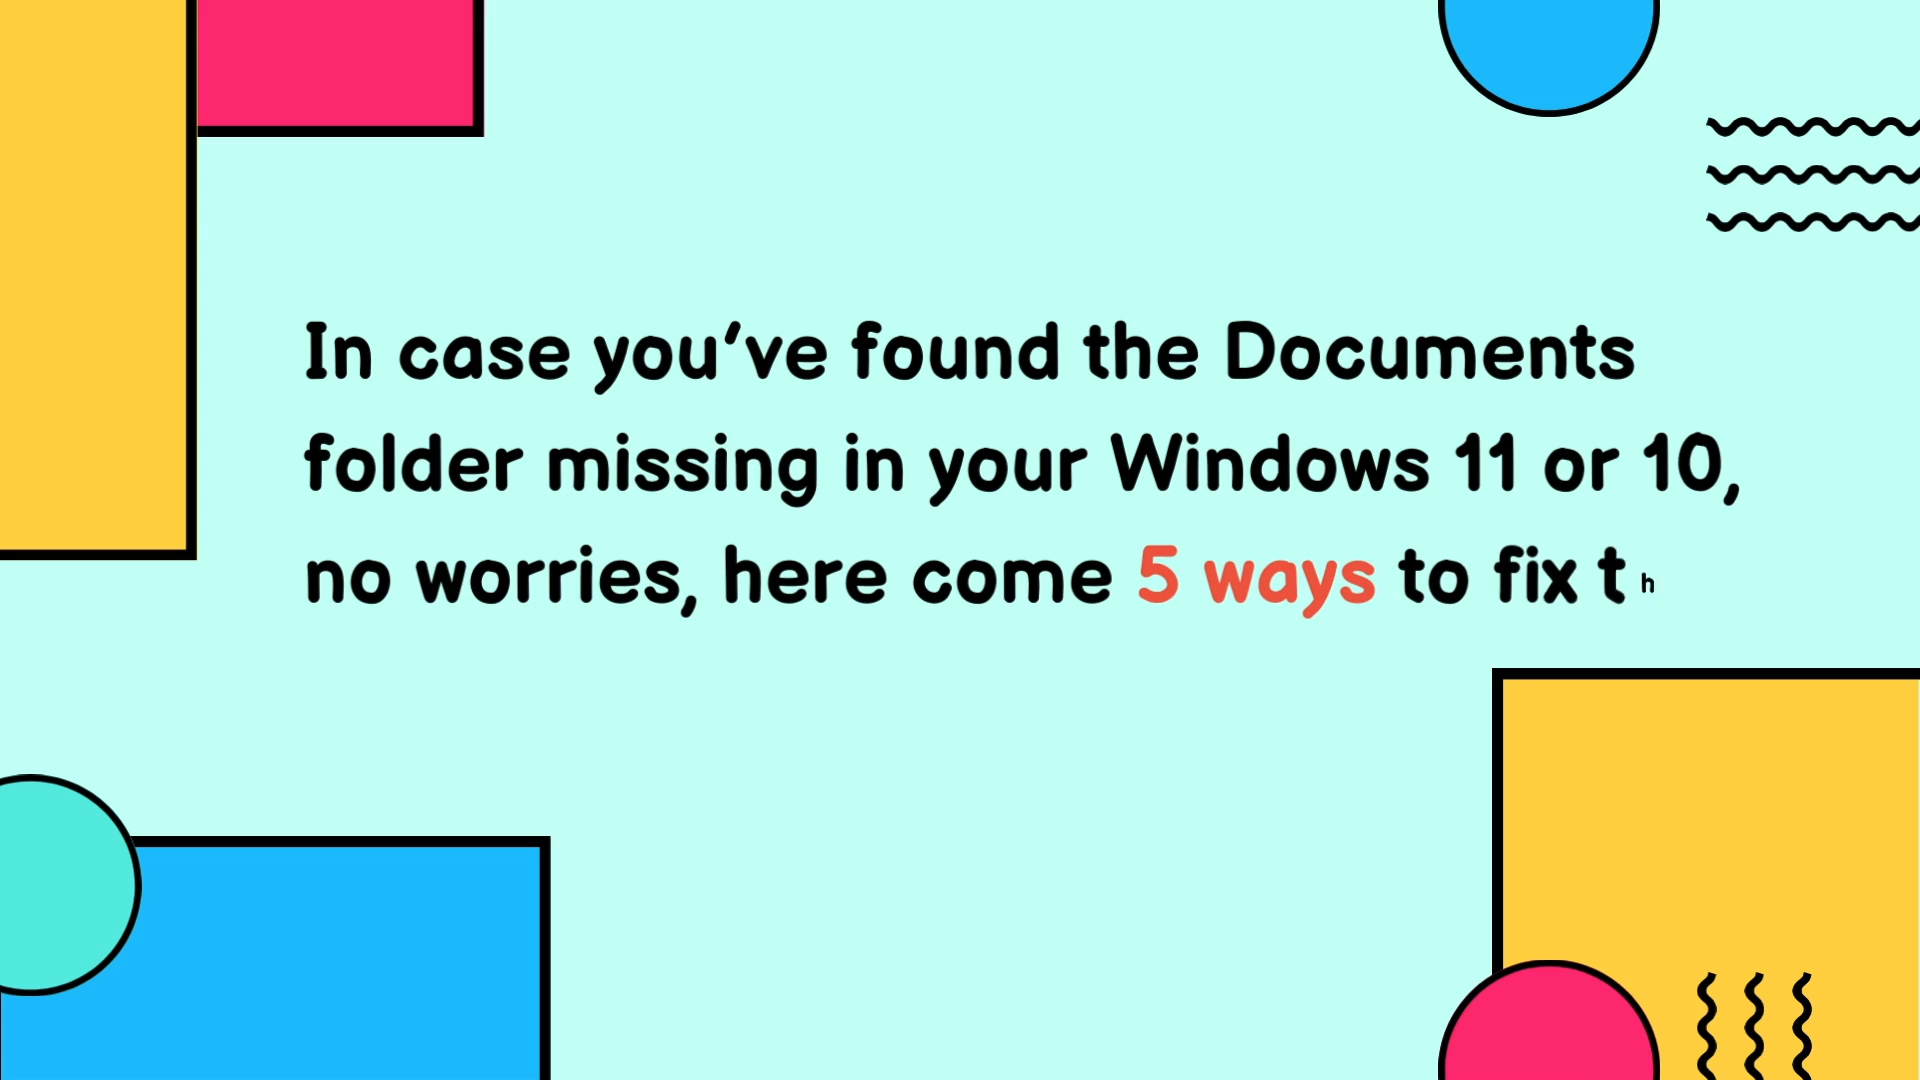 In case you've found the Documents
folder missing in your Windows 11 or 10,
no worries, here come 5 ways to fix th